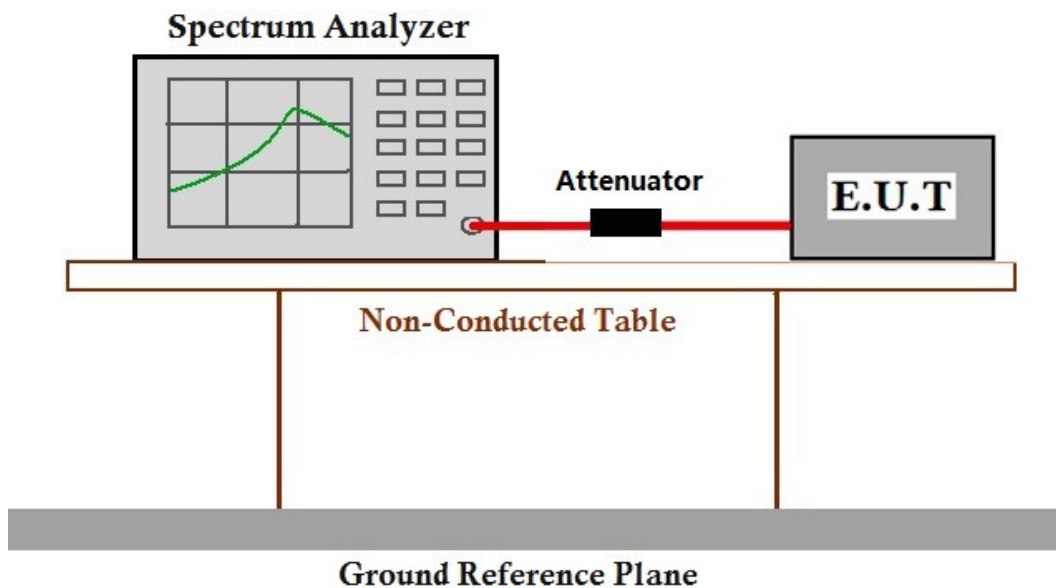 Spectrum Analyzer
Attenuator
E.U.T
Non-Conducted Table
Ground Reference Plane